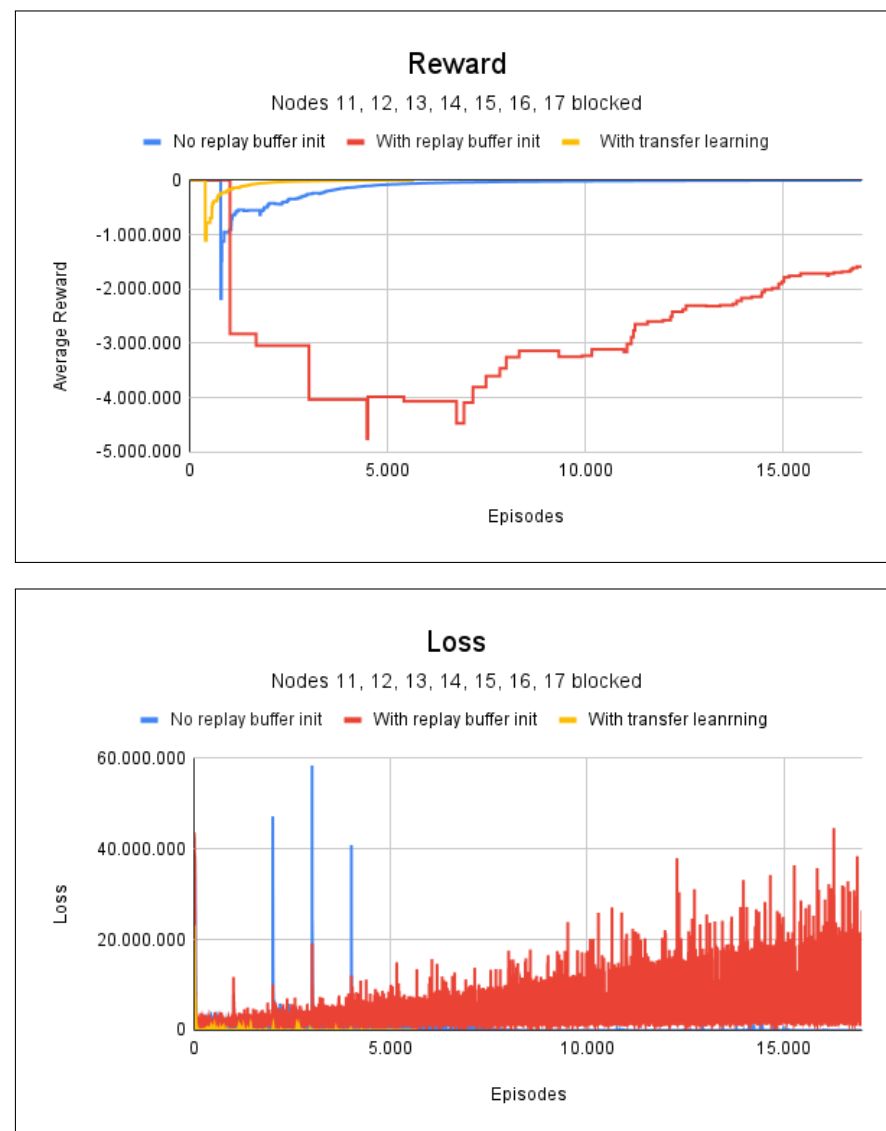 Reward
Nodes 11, 12, 13, 14, 15, 16, 17 blocked
No replay buffer init With replay buffer init With transfer learning
0
-1.000.000
-2.000.000
-3.000.000
-4.000.000
-5.000.000
Average Reward
0 5.000 10.000 15.000
Episodes
Loss
Nodes 11, 12, 13, 14, 15, 16, 17 blocked
No replay buffer init With replay buffer init With transfer leanrning
60.000.000
40.000.000
20.000.000
0
Loss
0 5.000 10.000 15.000
Episodes